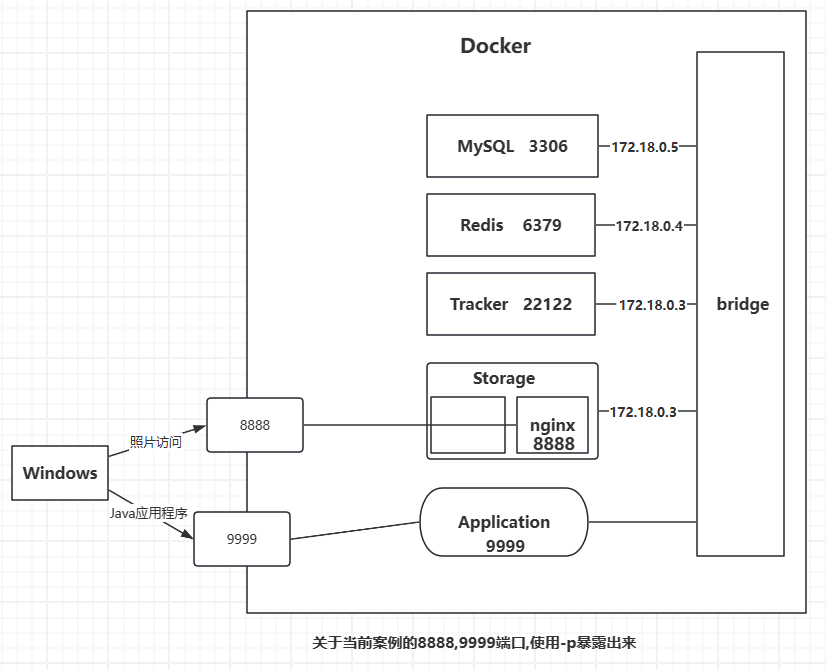 Docker
MySQL 3306
172.18.0.5
Redis 6379
172.18.0.4
Tracker 22122
172.18.0.3
bridge
Storage
nginx
8888
172.18.0.3
8888
照片访问
Windows
Java应用程序
9999
Application
9999
关于当前案例的8888,9999端口,使用-p暴露出来